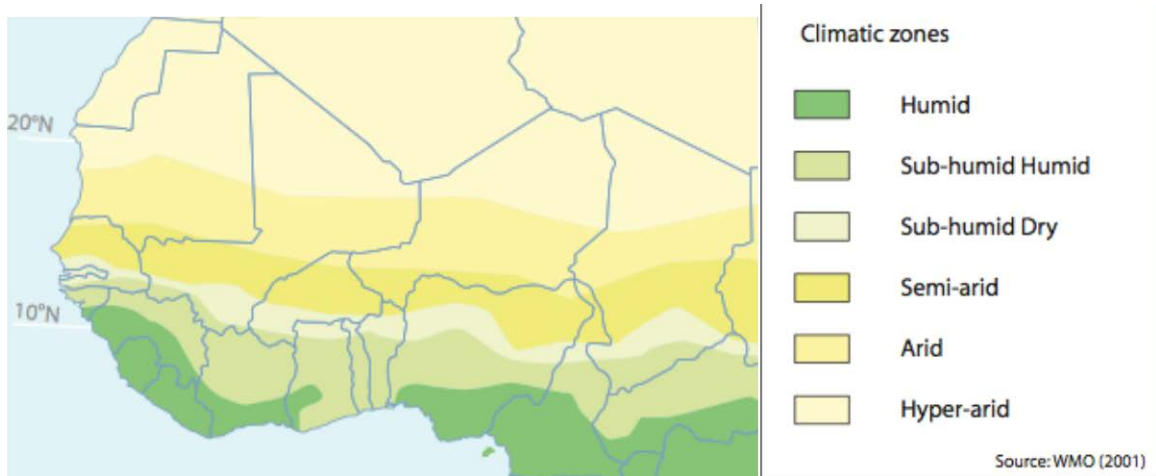 20°N
10°N
Climatic zones
Humid
Sub-humid Humid
Sub-humid Dry
Semi-arid
Arid
Hyper-arid
Source: WMO (2001)